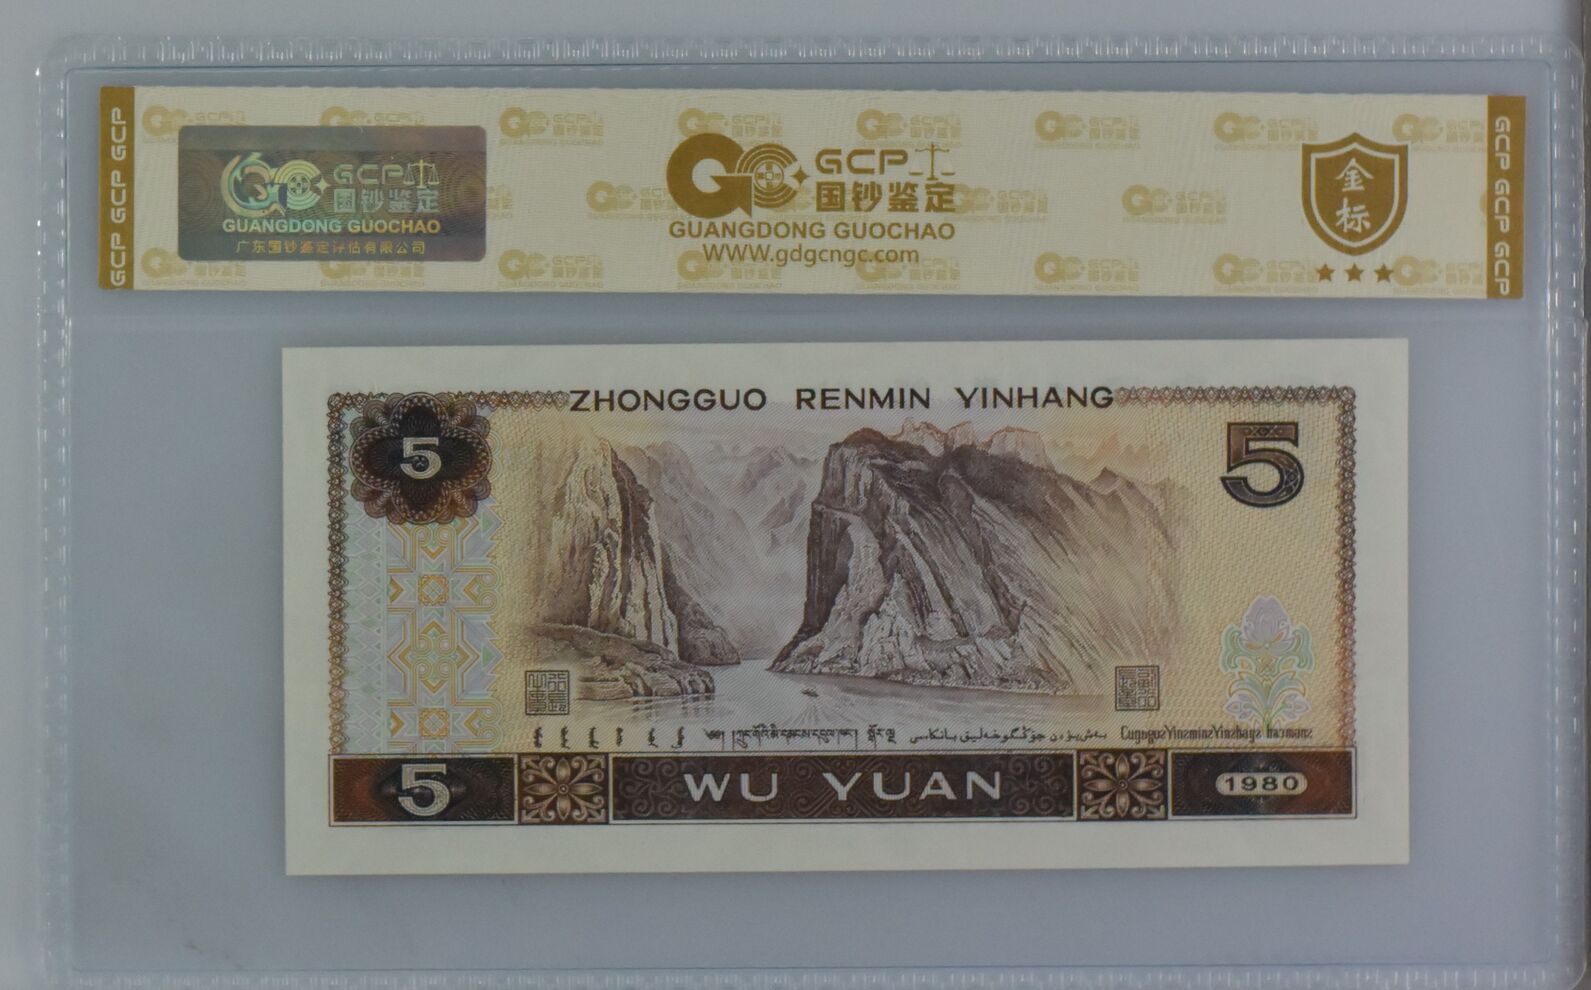 GCP GCP GCP
GCP
国钞鉴定
GUANGDONG GUOCHAO
广东国钞鉴定评估有限公司
GCP
国钞鉴定
GUANGDONG GUOCHAO
WWW.gdgcngc.com
金标
GCP GCP GCP
ZHONGGUO RENMIN YINHANG
5
5
5
WU YUAN
1980